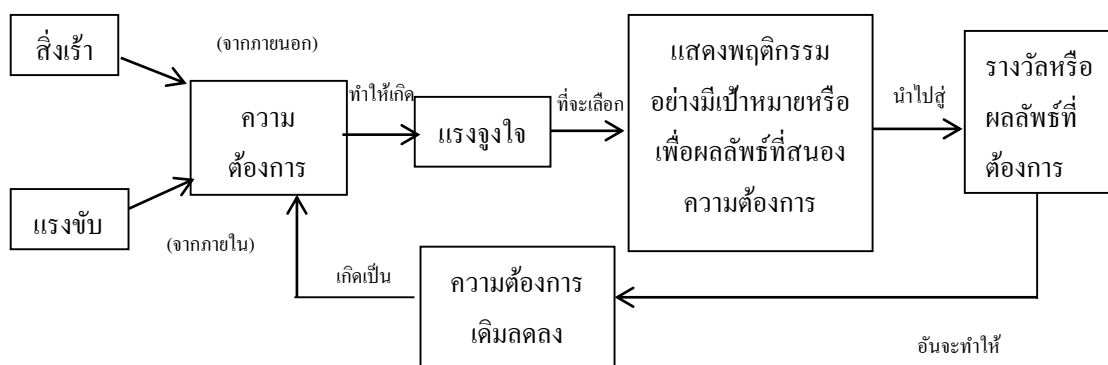 สิ่งเร้า
(จากภายนอก)
แรงขับ
(จากภายใน)
ความ
ต้องการ
ทำให้เกิด
แรงจูงใจ
ที่จะเลือก
แสดงพฤติกรรม
อย่างมีเป้าหมายหรือ
เพื่อผลลัพธ์ที่สนอง
ความต้องการ
นำไปสู่
รางวัลหรือ
ผลลัพธ์ที่
ต้องการ
อันจะทำให้
ความต้องการ
เดิมลดลง
เกิดเป็น